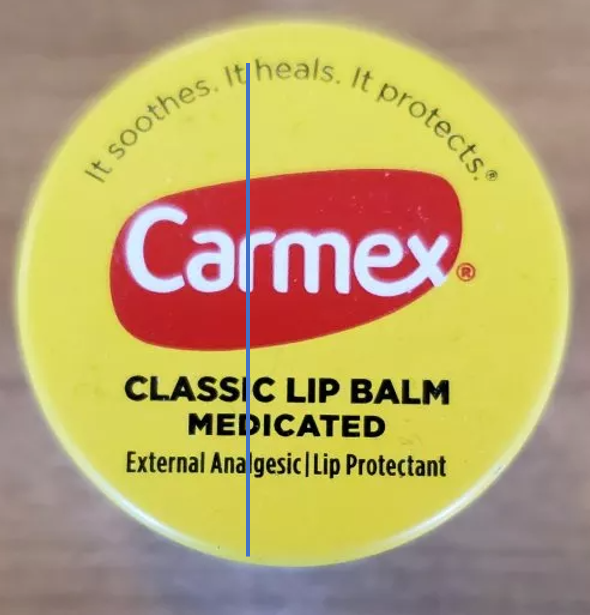 It soothes. It heals. It protects.®
Carmex®
CLASSIC LIP BALM
MEDICATED
External Analgesic|Lip Protectant